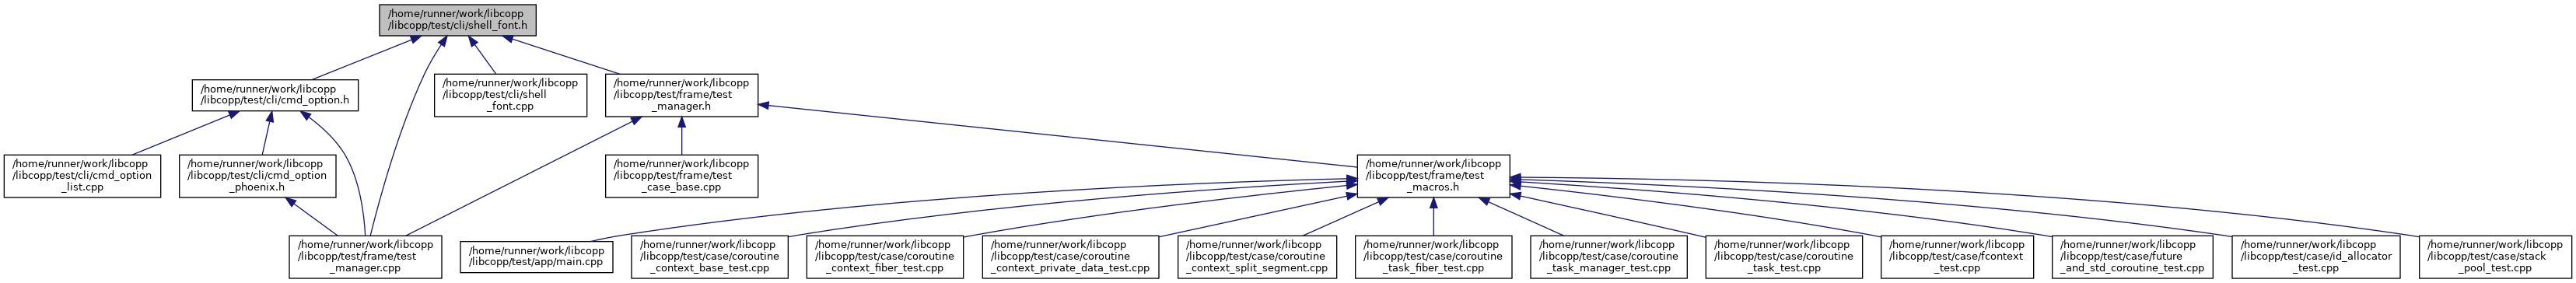 /home/runner/work/libcopp
/libcopp/test/cli/shell_font.h
/home/runner/work/libcopp
/libcopp/test/cli/cmd_option.h
/home/runner/work/libcopp
/libcopp/test/cli/shell
_font.cpp
/home/runner/work/libcopp
/libcopp/test/frame/test
_manager.h
/home/runner/work/libcopp
/libcopp/test/cli/cmd_option
_list.cpp
/home/runner/work/libcopp
/libcopp/test/cli/cmd_option
_phoenix.h
/home/runner/work/libcopp
/libcopp/test/frame/test
_case_base.cpp
/home/runner/work/libcopp
/libcopp/test/frame/test
_macros.h
/home/runner/work/libcopp
/libcopp/test/frame/test
_manager.cpp
/home/runner/work/libcopp
/libcopp/test/app/main.cpp
/home/runner/work/libcopp
/libcopp/test/case/coroutine
_context_base_test.cpp
/home/runner/work/libcopp
/libcopp/test/case/coroutine
_context_fiber_test.cpp
/home/runner/work/libcopp
/libcopp/test/case/coroutine
_context_private_data_test.cpp
/home/runner/work/libcopp
/libcopp/test/case/coroutine
_context_split_segment.cpp
/home/runner/work/libcopp
/libcopp/test/case/coroutine
_task_fiber_test.cpp
/home/runner/work/libcopp
/libcopp/test/case/coroutine
_task_manager_test.cpp
/home/runner/work/libcopp
/libcopp/test/case/coroutine
_task_test.cpp
/home/runner/work/libcopp
/libcopp/test/case/fcontext
_test.cpp
/home/runner/work/libcopp
/libcopp/test/case/future
_and_std_coroutine_test.cpp
/home/runner/work/libcopp
/libcopp/test/case/id_allocator
_test.cpp
/home/runner/work/libcopp
/libcopp/test/case/stack
_pool_test.cpp